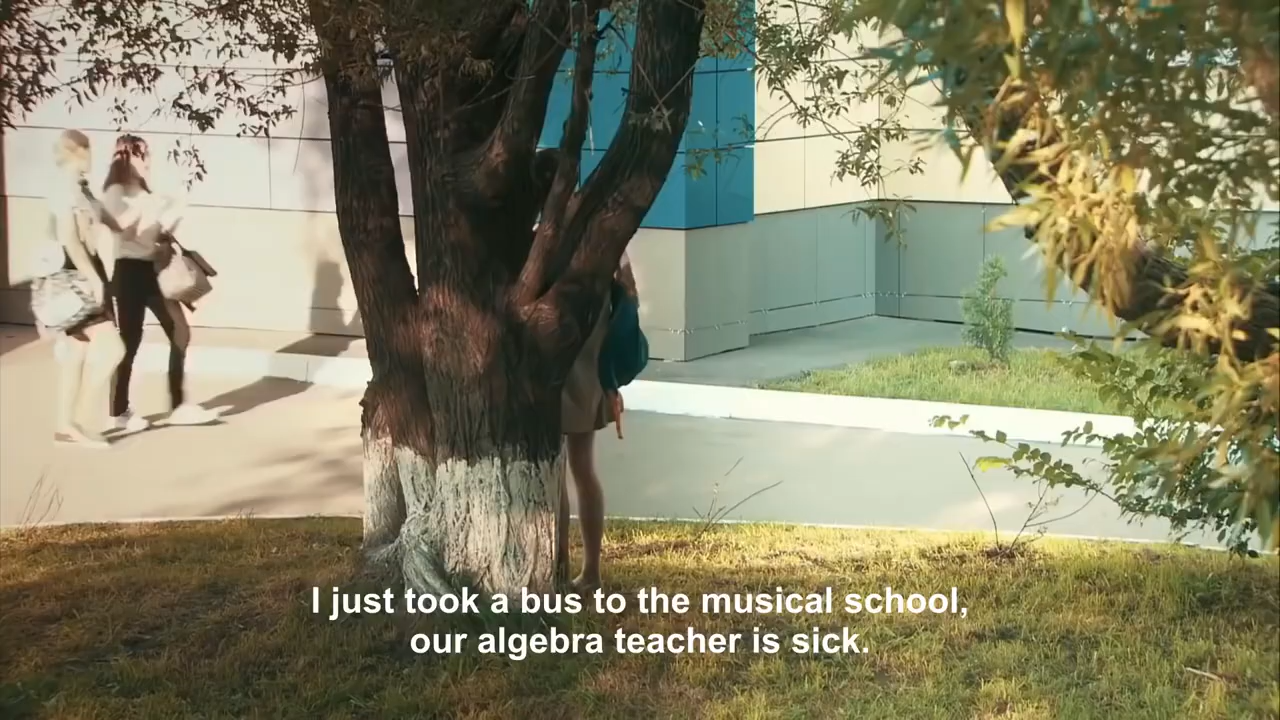 I just took a bus to the musical school,
our algebra teacher is sick.